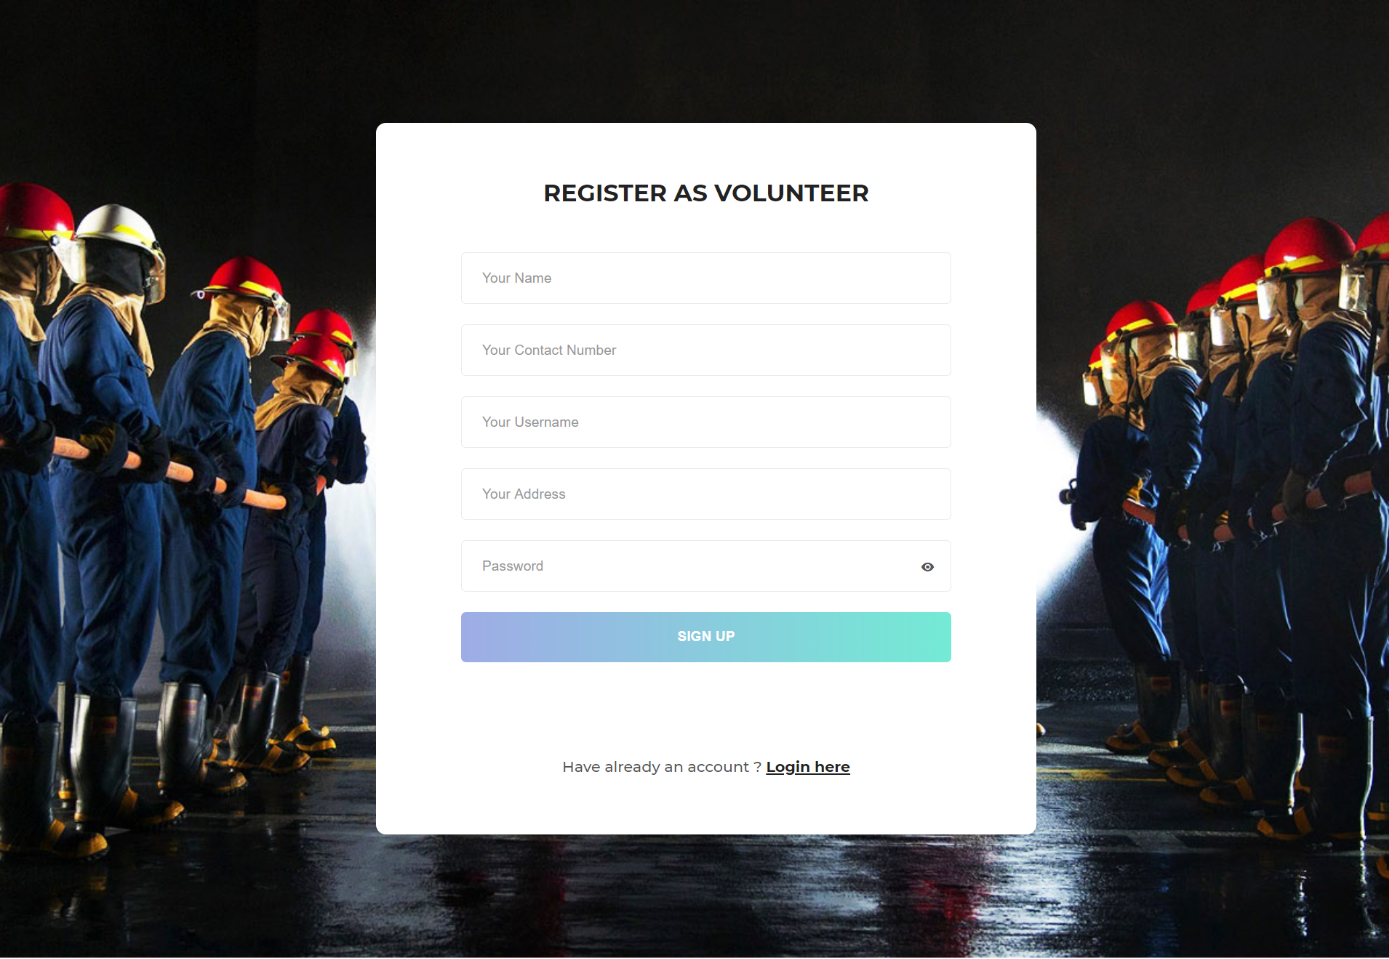 REGISTER AS VOLUNTEER
Your Name
Your Contact Number
Your Username
Your Address
Password
SIGN UP
Have already an account ? Login here